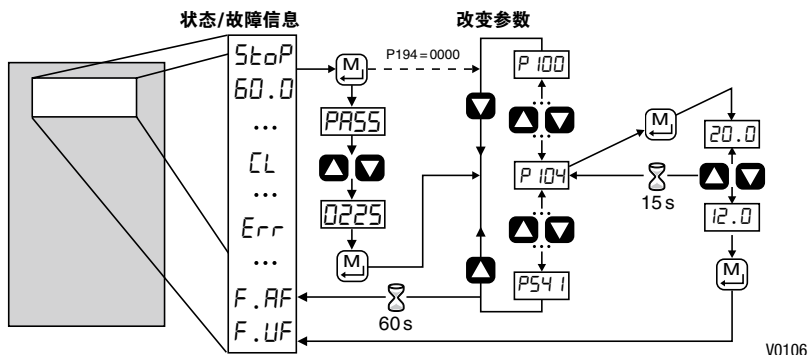 状态/故障信息
改变参数
StoP
60.0
...
CL
...
Err
...
F.AF
F.UF
M
P194=0000
PASS
0225
M
60 s
P100
...
P104
...
P541
M
15 s
20.0
12.0
M
V0106